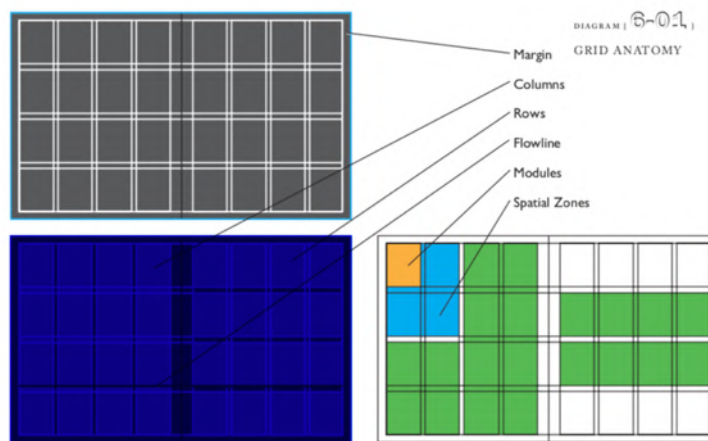 DIAGRAM | 6-01 |
GRID ANATOMY
Margin
Columns
Rows
Flowline
Modules
Spatial Zones